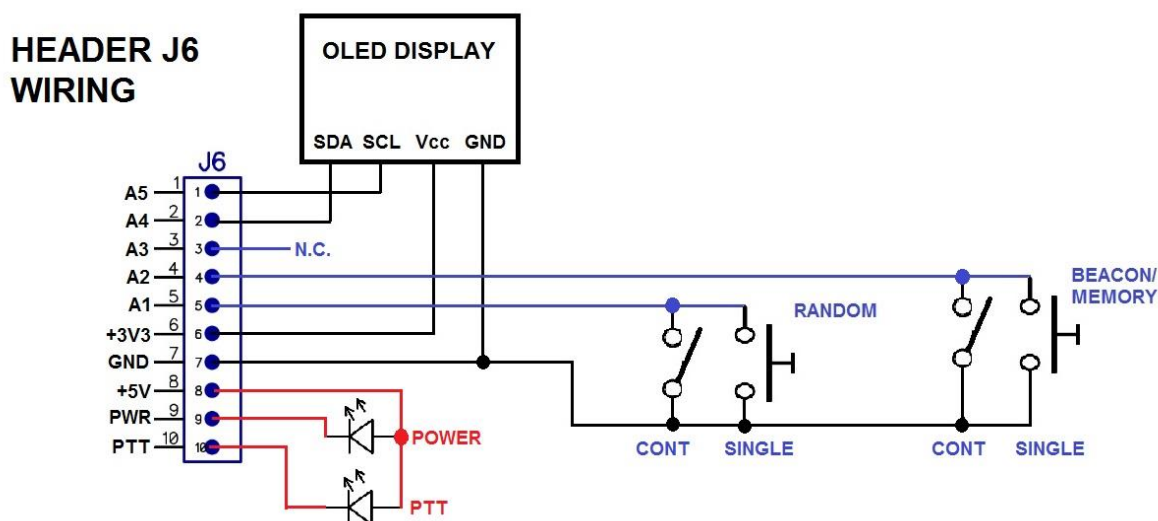 HEADER J6
WIRING
OLED DISPLAY
SDA SCL Vcc GND
J6
A5 1 1
A4 2 2
A3 3 3 N.C.
A2 4 4
A1 5 5
+3V3 6 6
GND 7 7
+5V 8 8
PWR 9 9
PTT 10 10
BEACON/
MEMORY
RANDOM
POWER
CONT SINGLE
CONT SINGLE
PTT